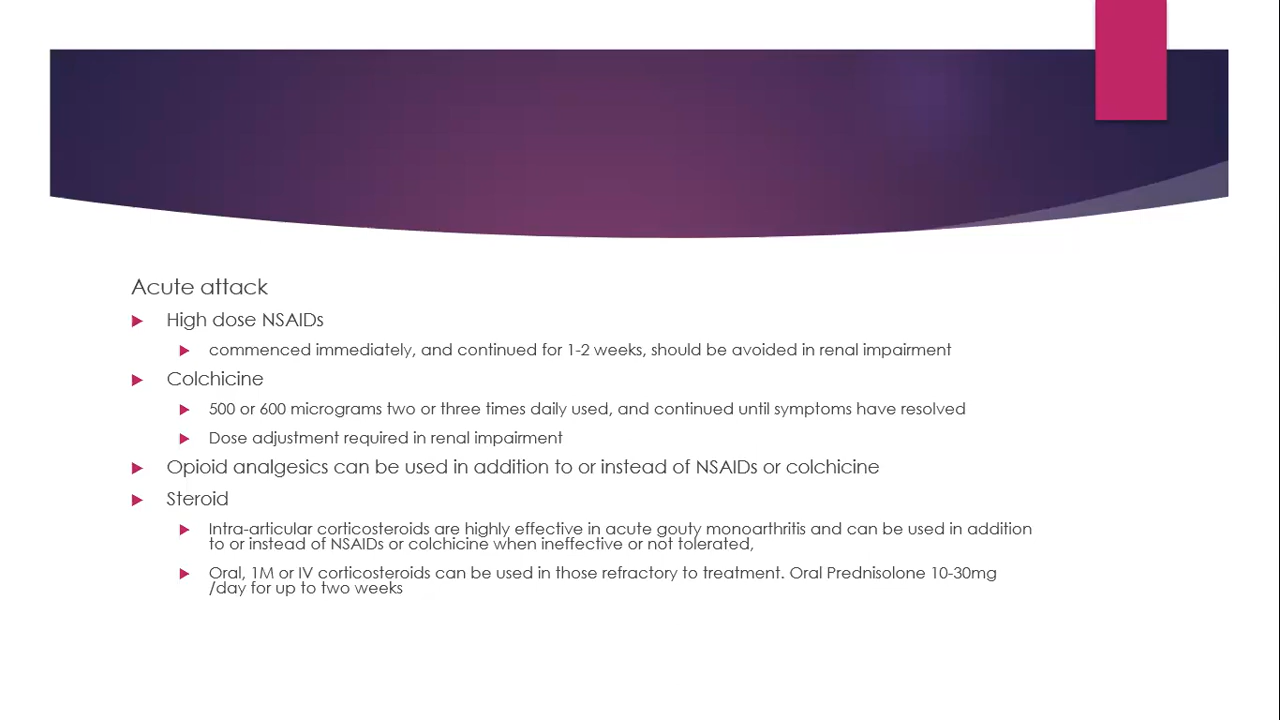 Acute attack
High dose NSAIDs
commenced immediately, and continued for 1-2 weeks, should be avoided in renal impairment
Colchicine
500 or 600 micrograms two or three times daily used, and continued until symptoms have resolved
Dose adjustment required in renal impairment
Opioid analgesics can be used in addition to or instead of NSAIDs or colchicine
Steroid
Intra-articular corticosteroids are highly effective in acute gouty monoarthritis and can be used in addition
to or instead of NSAIDs or colchicine when ineffective or not tolerated,
Oral, 1M or IV corticosteroids can be used in those refractory to treatment. Oral Prednisolone 10-30mg
/day for up to two weeks